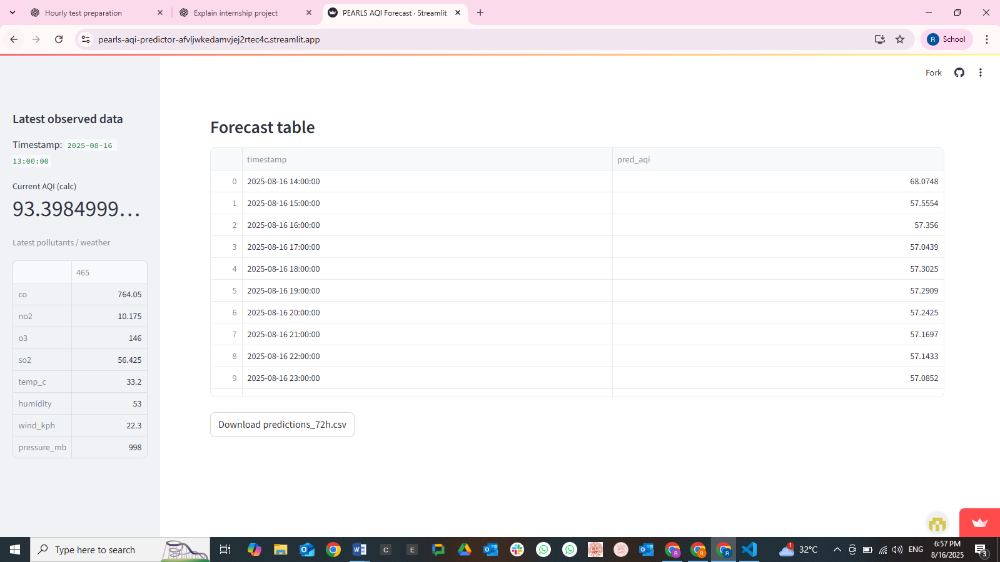 Hourly test preparation
Explain internship project
PEARLS AQI Forecast · Streamlit
pearls-aqi-predictor-afvljwkedamvjej2rtec4c.streamlit.app
R School
Fork
Latest observed data
Timestamp: 2025-08-16
13:00:00
Current AQI (calc)
93.3984999...
Latest pollutants / weather
465
co 764.05
no2 10.175
o3 146
so2 56.425
temp_c 33.2
humidity 53
wind_kph 22.3
pressure_mb 998
Forecast table
timestamp pred_aqi
0 2025-08-16 14:00:00 68.0748
1 2025-08-16 15:00:00 57.5554
2 2025-08-16 16:00:00 57.356
3 2025-08-16 17:00:00 57.0439
4 2025-08-16 18:00:00 57.3025
5 2025-08-16 19:00:00 57.2909
6 2025-08-16 20:00:00 57.2425
7 2025-08-16 21:00:00 57.1697
8 2025-08-16 22:00:00 57.1433
9 2025-08-16 23:00:00 57.0852
Download predictions_72h.csv
Type here to search
C
E
R
R
R
1
32°C
ENG
6:57 PM
8/16/2025
3